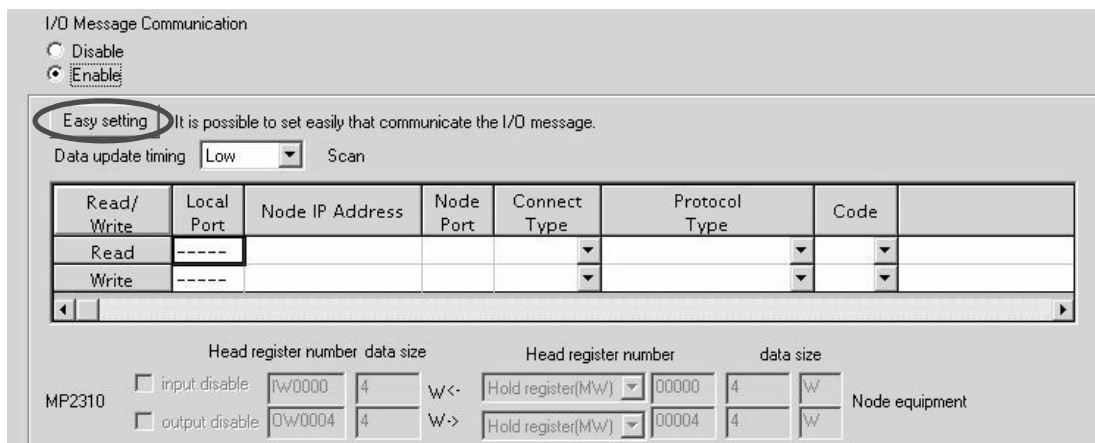 I/O Message Communication
Disable
Enable
Easy setting It is possible to set easily that communicate the I/O message.
Data update timing Low Scan
Read/ Write Local Port Node IP Address Node Port Connect Type Protocol Type Code
Read -----
Write -----
Head register number data size Head register number data size
MP2310 input disable IW0000 4 W<- Hold register(MW) 00000 4 W Node equipment
output disable OW0004 4 W-> Hold register(MW) 00004 4 W